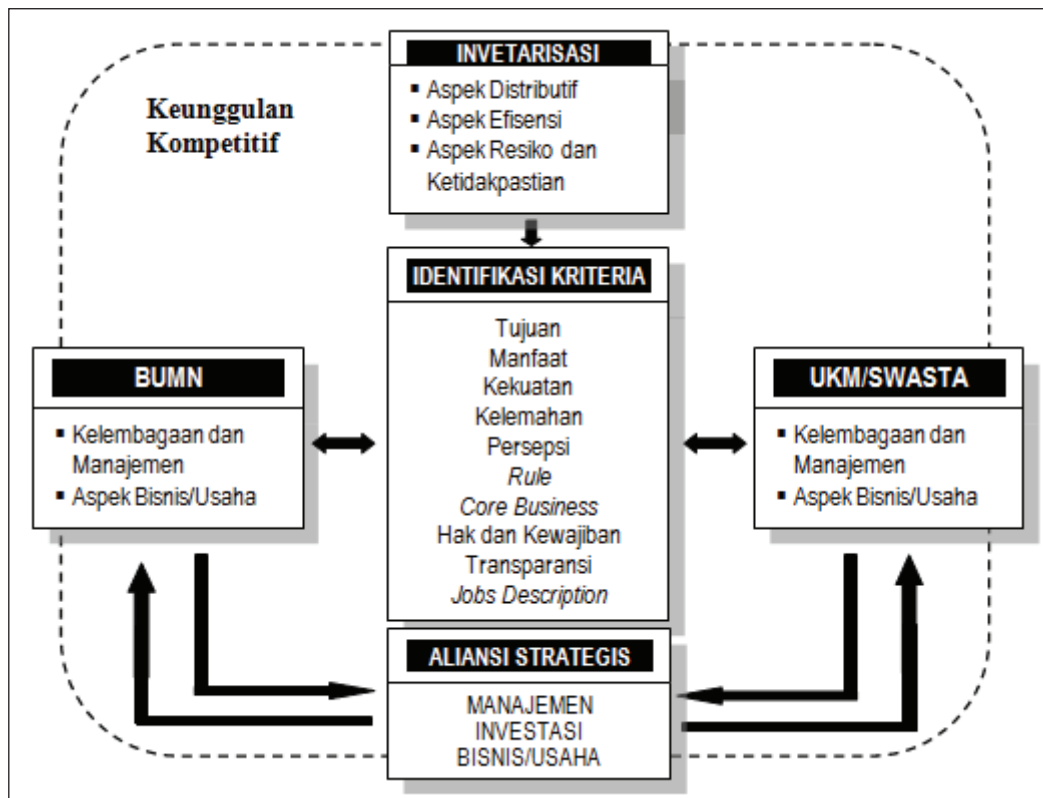 INVETARISASI
▪ Aspek Distributif
▪ Aspek Efisensi
▪ Aspek Resiko dan
Ketidakpastian
Keunggulan
Kompetitif
IDENTIFIKASI KRITERIA
Tujuan
Manfaat
Kekuatan
Kelemahan
Persepsi
Rule
Core Business
Hak dan Kewajiban
Transparansi
Jobs Description
BUMN
▪ Kelembagaan dan
Manajemen
▪ Aspek Bisnis/Usaha
UKM/SWASTA
▪ Kelembagaan dan
Manajemen
▪ Aspek Bisnis/Usaha
ALIANSI STRATEGIS
MANAJEMEN
INVESTASI
BISNIS/USAHA